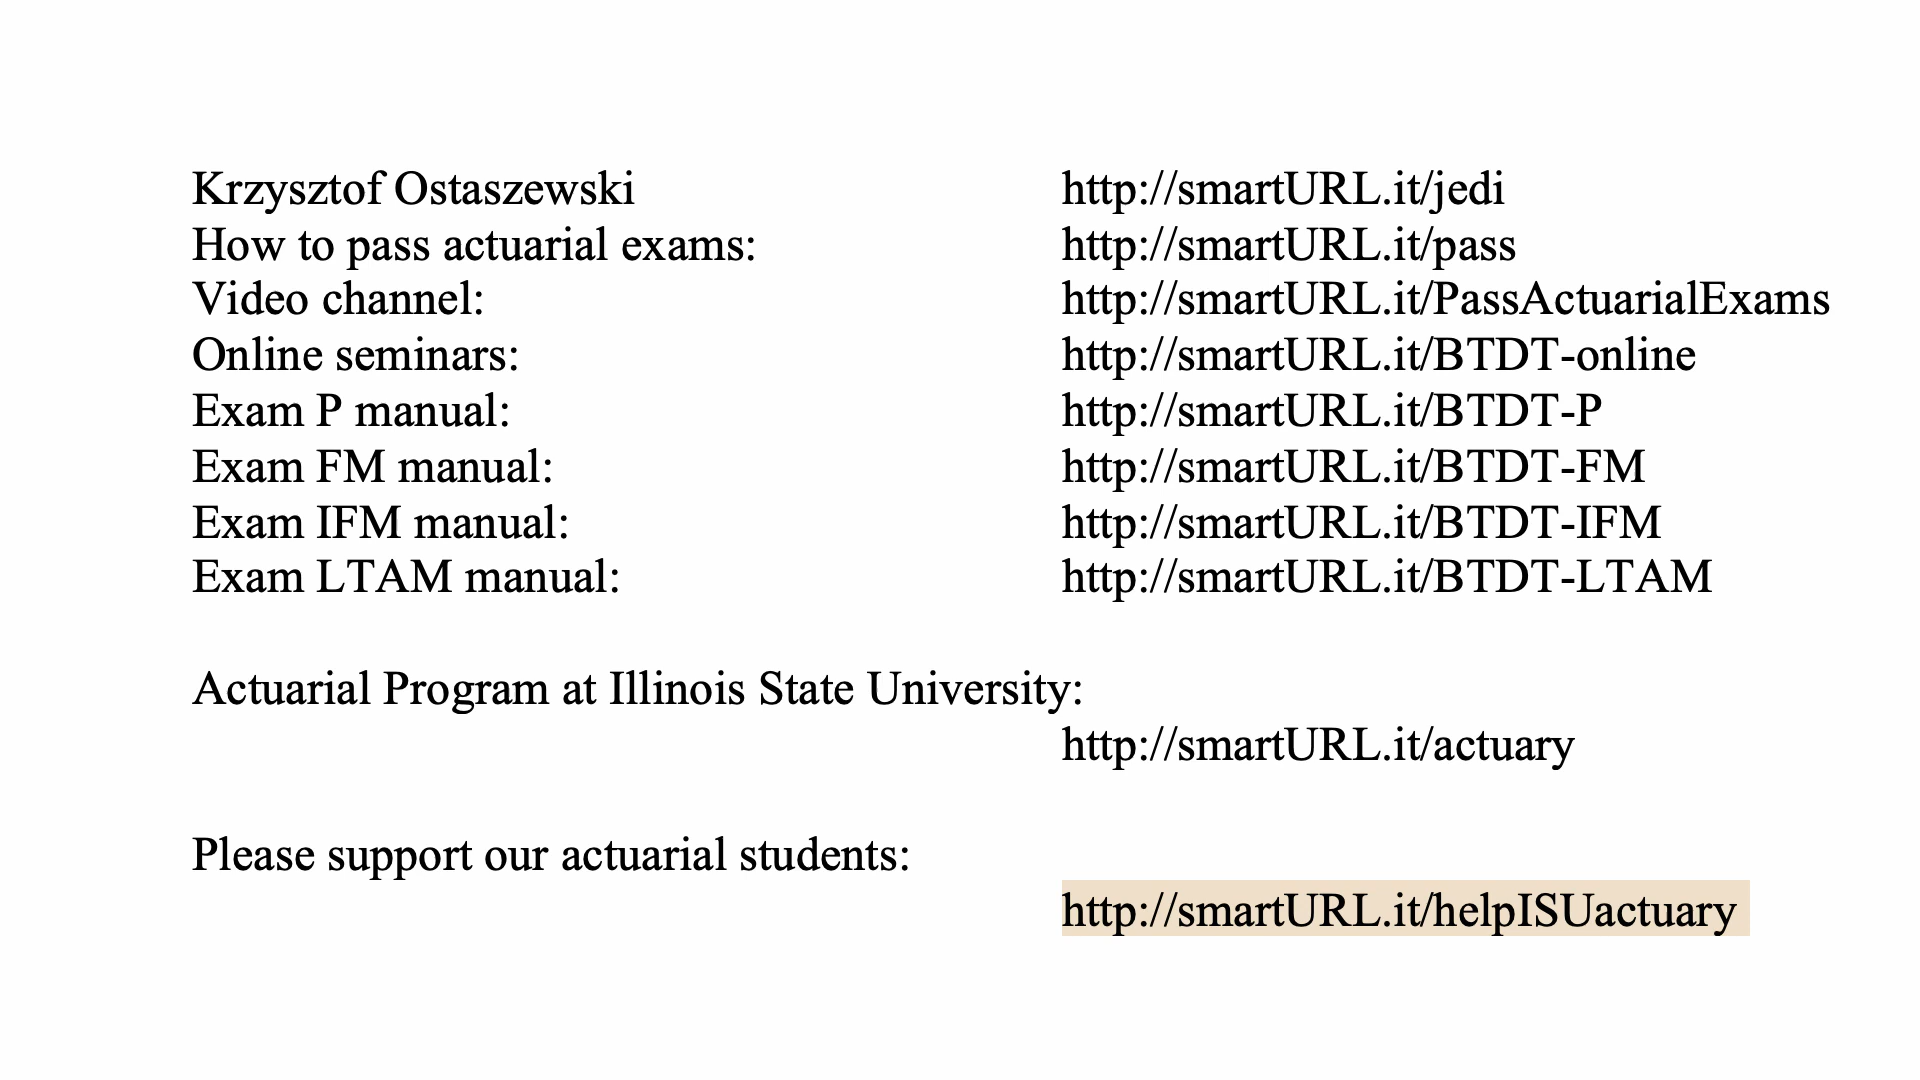 Krzysztof Ostaszewski http://smartURL.it/jedi
How to pass actuarial exams: http://smartURL.it/pass
Video channel: http://smartURL.it/PassActuarialExams
Online seminars: http://smartURL.it/BTDT-online
Exam P manual: http://smartURL.it/BTDT-P
Exam FM manual: http://smartURL.it/BTDT-FM
Exam IFM manual: http://smartURL.it/BTDT-IFM
Exam LTAM manual: http://smartURL.it/BTDT-LTAM
Actuarial Program at Illinois State University:
http://smartURL.it/actuary
Please support our actuarial students:
http://smartURL.it/helpISUactuary